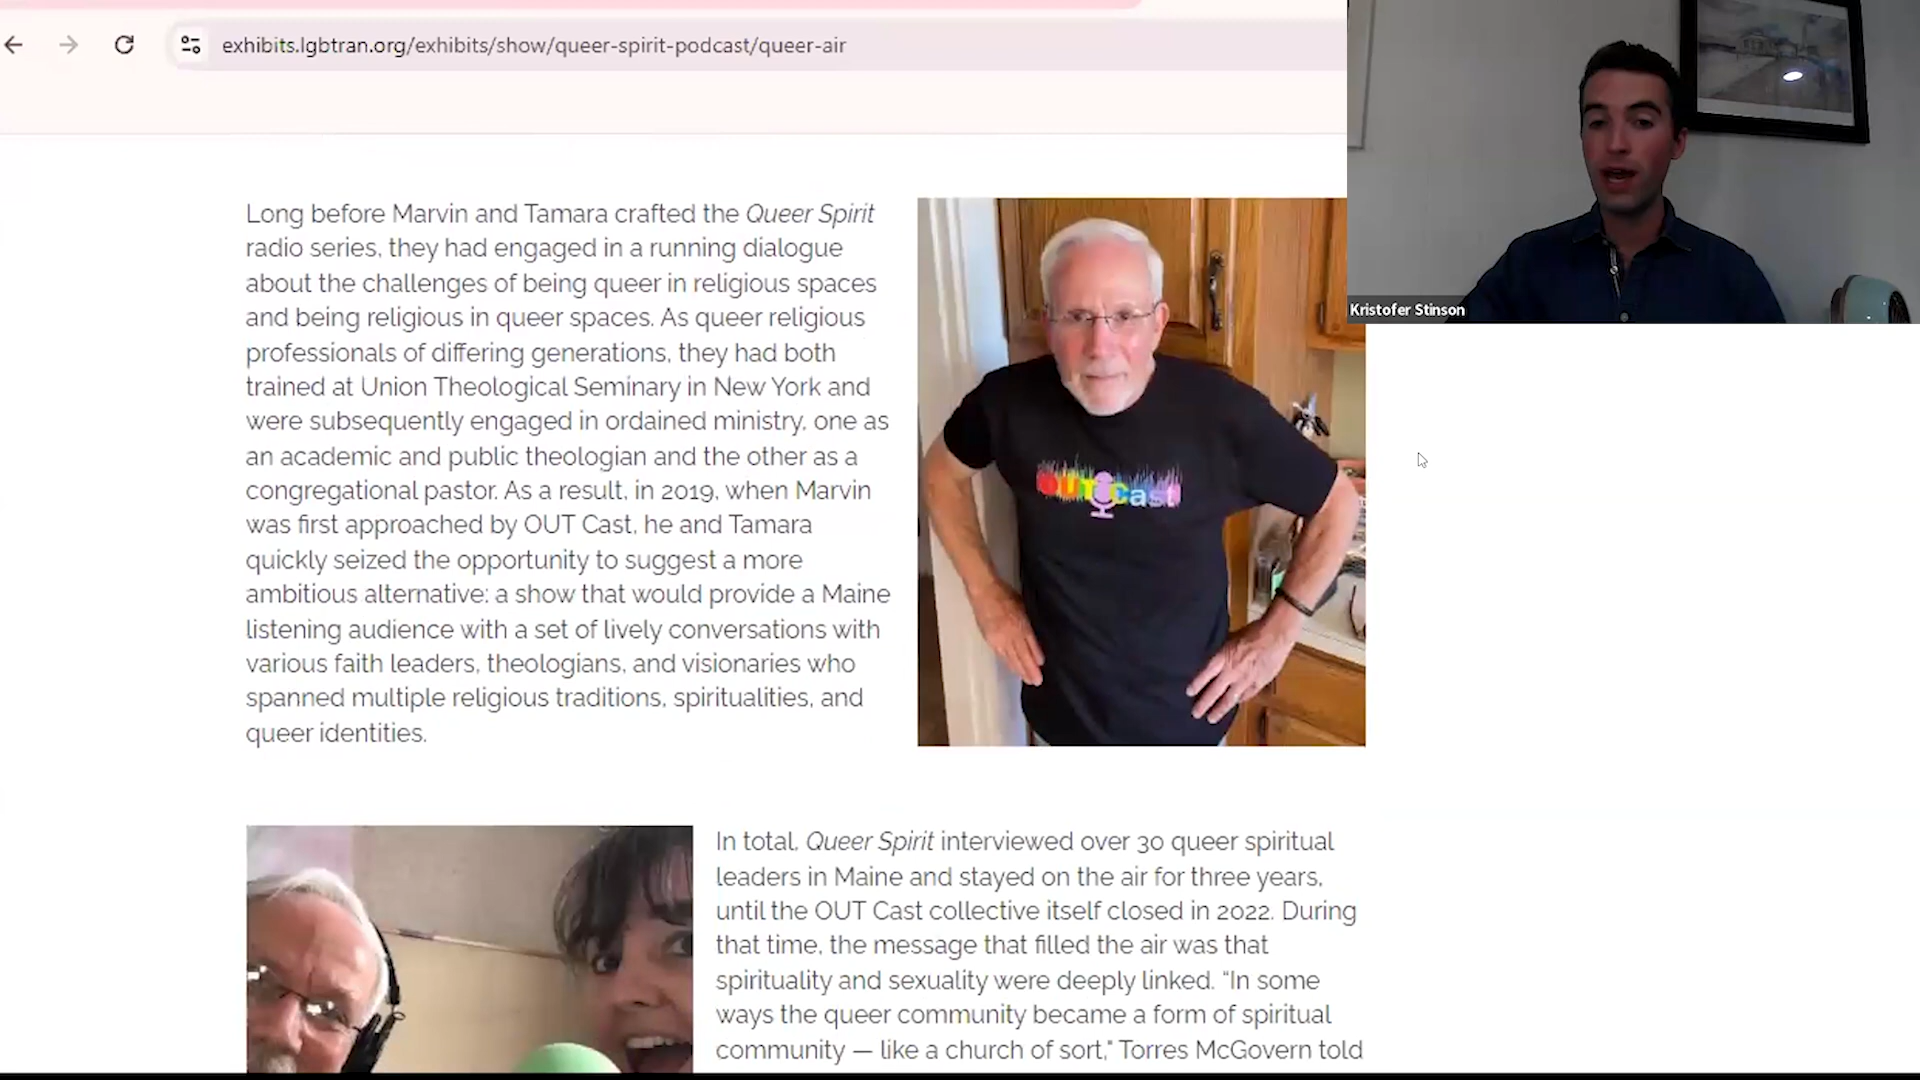 exhibits.lgbtran.org/exhibits/show/queer-spirit-podcast/queer-air
Kristofer Stinson
Long before Marvin and Tamara crafted the Queer Spirit
radio series, they had engaged in a running dialogue
about the challenges of being queer in religious spaces
and being religious in queer spaces. As queer religious
professionals of differing generations, they had both
trained at Union Theological Seminary in New York and
were subsequently engaged in ordained ministry, one as
an academic and public theologian and the other as a
congregational pastor. As a result, in 2019, when Marvin
was first approached by OUT Cast, he and Tamara
quickly seized the opportunity to suggest a more
ambitious alternative: a show that would provide a Maine
listening audience with a set of lively conversations with
various faith leaders, theologians, and visionaries who
spanned multiple religious traditions, spiritualities, and
queer identities.
OUT Cast
In total, Queer Spirit interviewed over 30 queer spiritual
leaders in Maine and stayed on the air for three years,
until the OUT Cast collective itself closed in 2022. During
that time, the message that filled the air was that
spirituality and sexuality were deeply linked. “In some
ways the queer community became a form of spiritual
community — like a church of sort," Torres McGovern told